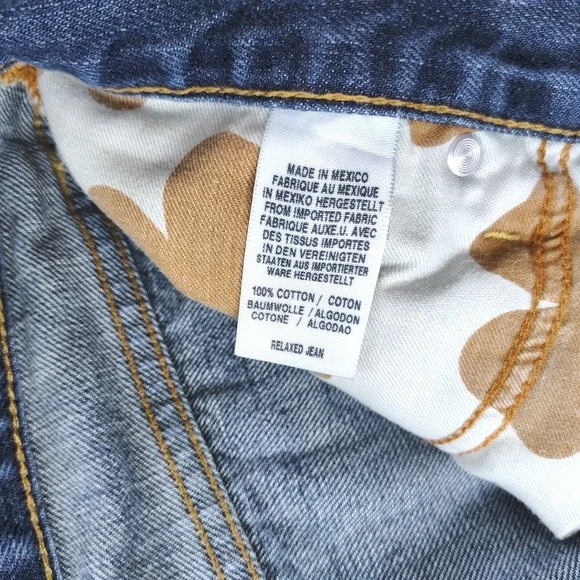 MADE IN MEXICO
FABRIQUE AU MEXIQUE
IN MEXIKO HERGESTELLT
FROM IMPORTED FABRIC
FABRIQUE AUXE.U. AVEC
DES TISSUS IMPORTES
IN DEN VEREINIGTEN
STAATEN AUS IMPORTIERTER
WARE HERGESTELLT
100% COTTON / COTON
BAUMWOLLE / ALGODON
COTONE / ALGODAO
RELAXED JEAN